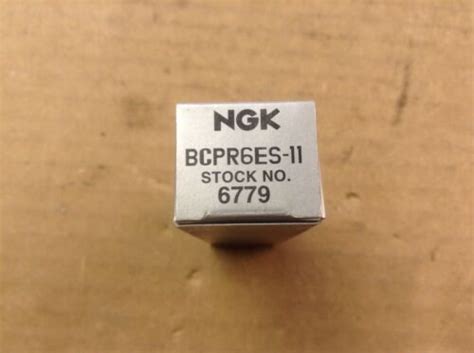 NGK
BCPR6ES-11
STOCK NO.
6779